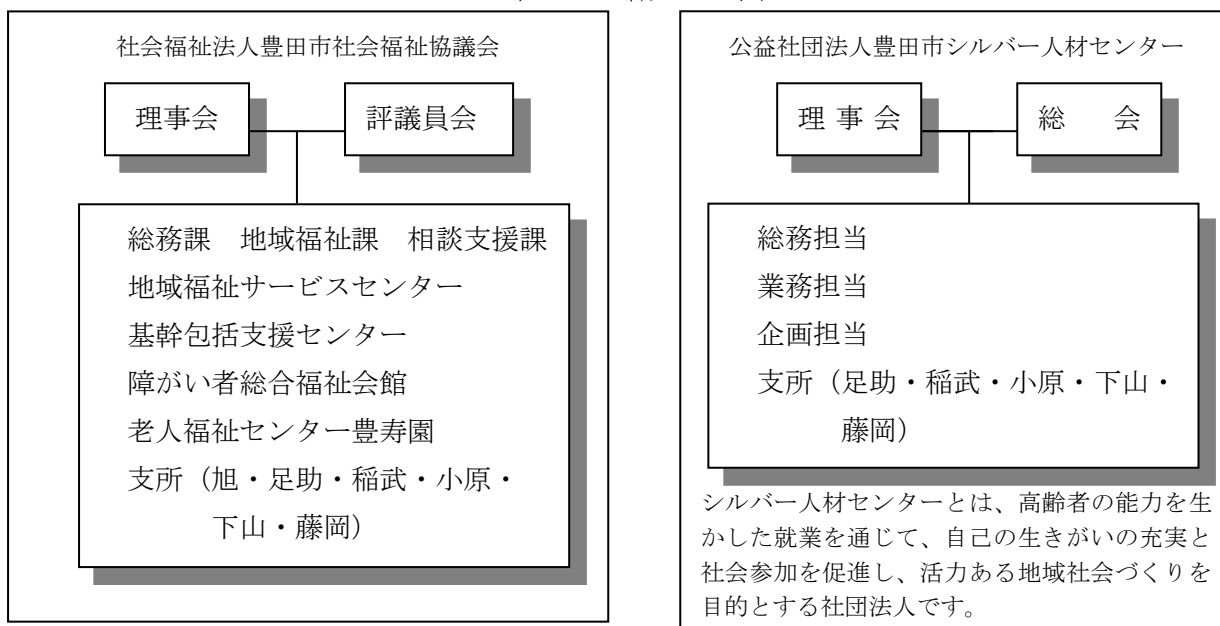 社会福祉法人豊田市社会福祉協議会
理事会
評議員会
総務課 地域福祉課 相談支援課
地域福祉サービスセンター
基幹包括支援センター
障がい者総合福祉会館
老人福祉センター豊寿園
支所（旭・足助・稲武・小原・
下山・藤岡）
公益社団法人豊田市シルバー人材センター
理 事 会
総 会
総務担当
業務担当
企画担当
支所（足助・稲武・小原・下山・
藤岡）
シルバー人材センターとは、高齢者の能力を生
かした就業を通じて、自己の生きがいの充実と
社会参加を促進し、活力ある地域社会づくりを
目的とする社団法人です。